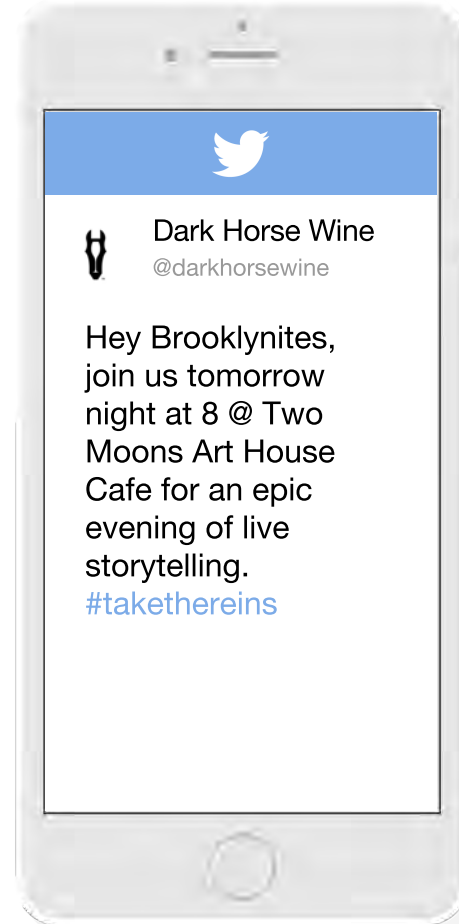 Dark Horse Wine
@darkhorsewine
Hey Brooklynites,
join us tomorrow
night at 8 @ Two
Moons Art House
Cafe for an epic
evening of live
storytelling.
#takethereins